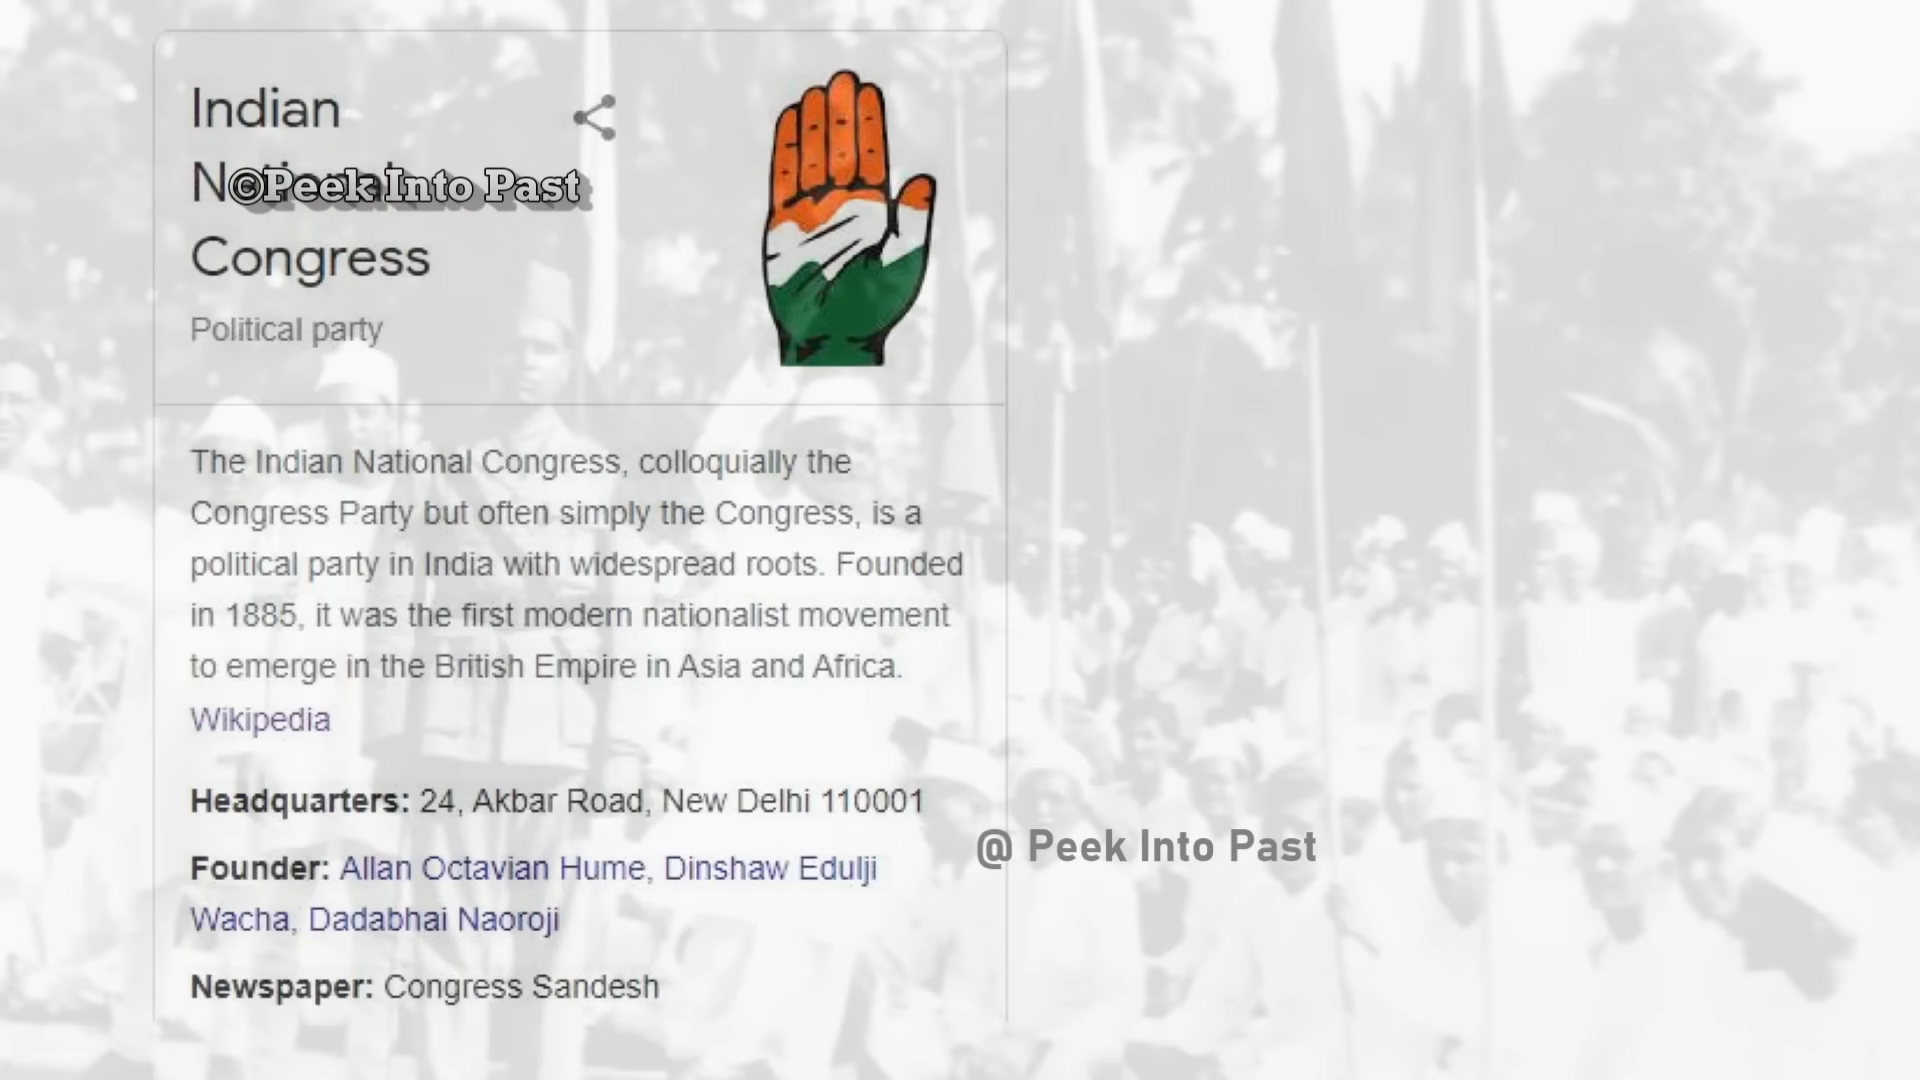 Indian
National
©Peek Into Past
Congress
Political party
The Indian National Congress, colloquially the
Congress Party but often simply the Congress, is a
political party in India with widespread roots. Founded
in 1885, it was the first modern nationalist movement
to emerge in the British Empire in Asia and Africa.
Wikipedia
Headquarters: 24, Akbar Road, New Delhi 110001
@ Peek Into Past
Founder: Allan Octavian Hume, Dinshaw Edulji
Wacha, Dadabhai Naoroji
Newspaper: Congress Sandesh